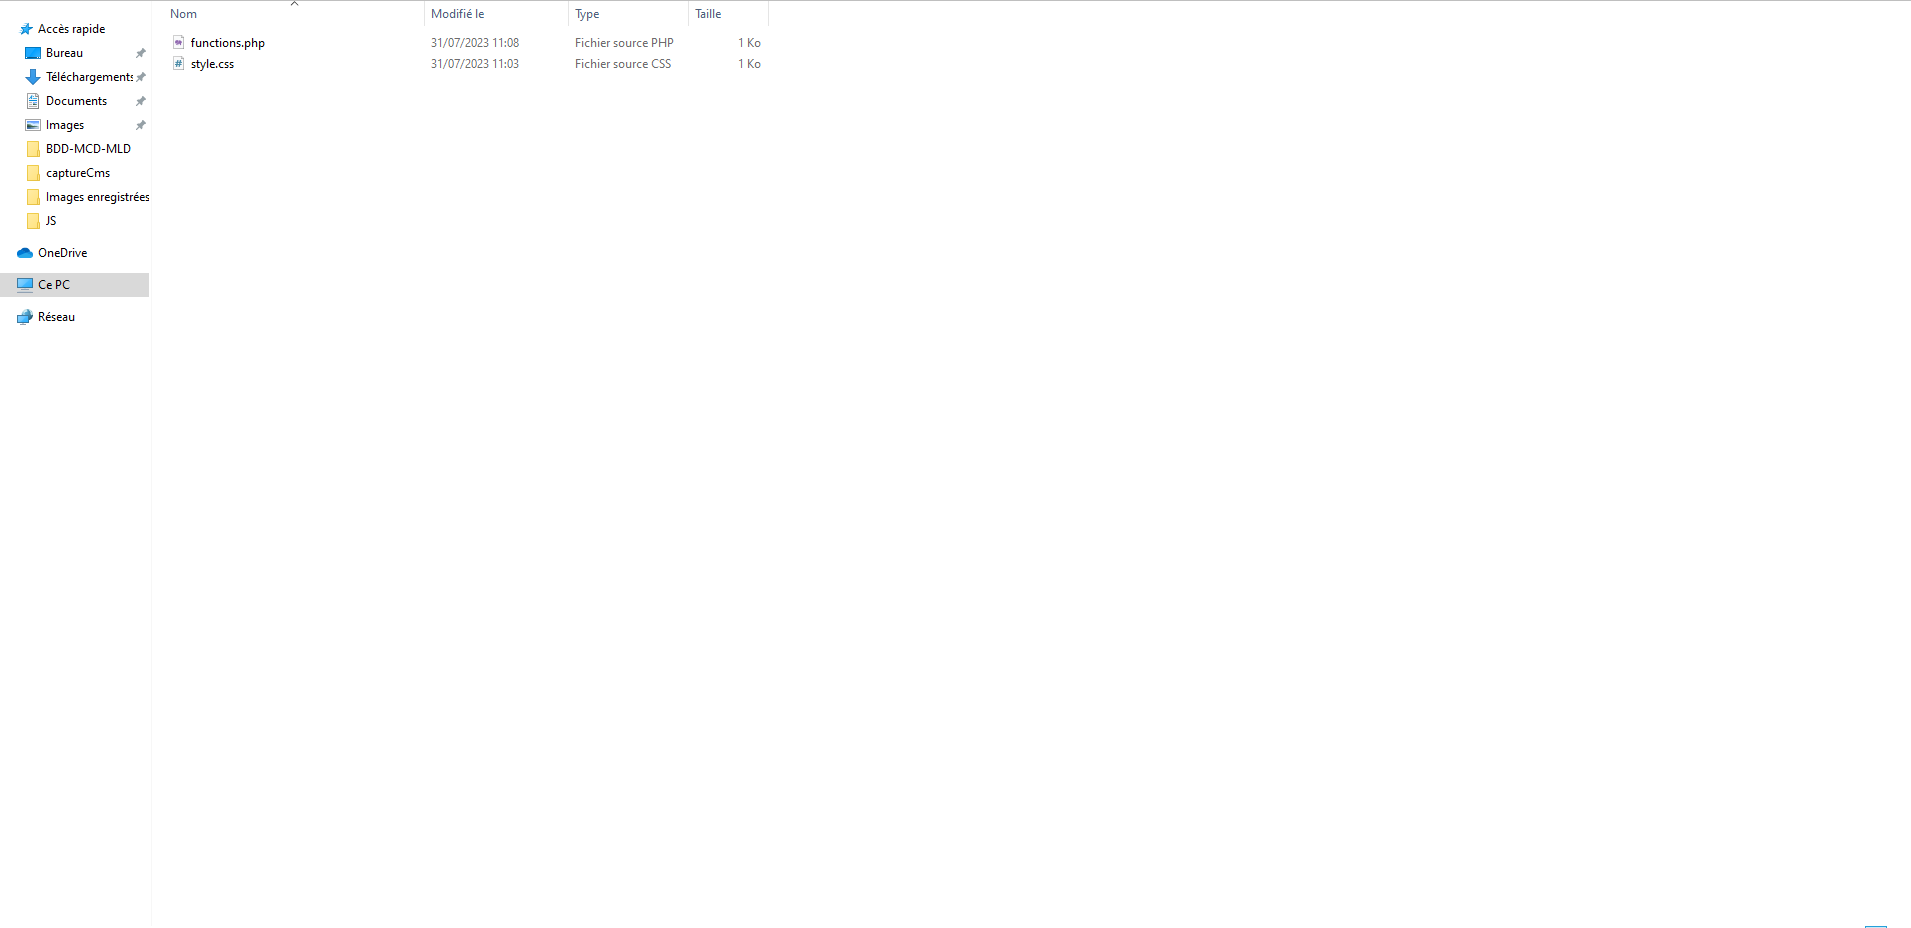 Nom Modifié le Type Taille
Accès rapide
Bureau
Téléchargements
Documents
Images
BDD-MCD-MLD
captureCms
Images enregistrées
JS
OneDrive
Ce PC
Réseau
functions.php 31/07/2023 11:08 Fichier source PHP 1 Ko
style.css 31/07/2023 11:03 Fichier source CSS 1 Ko